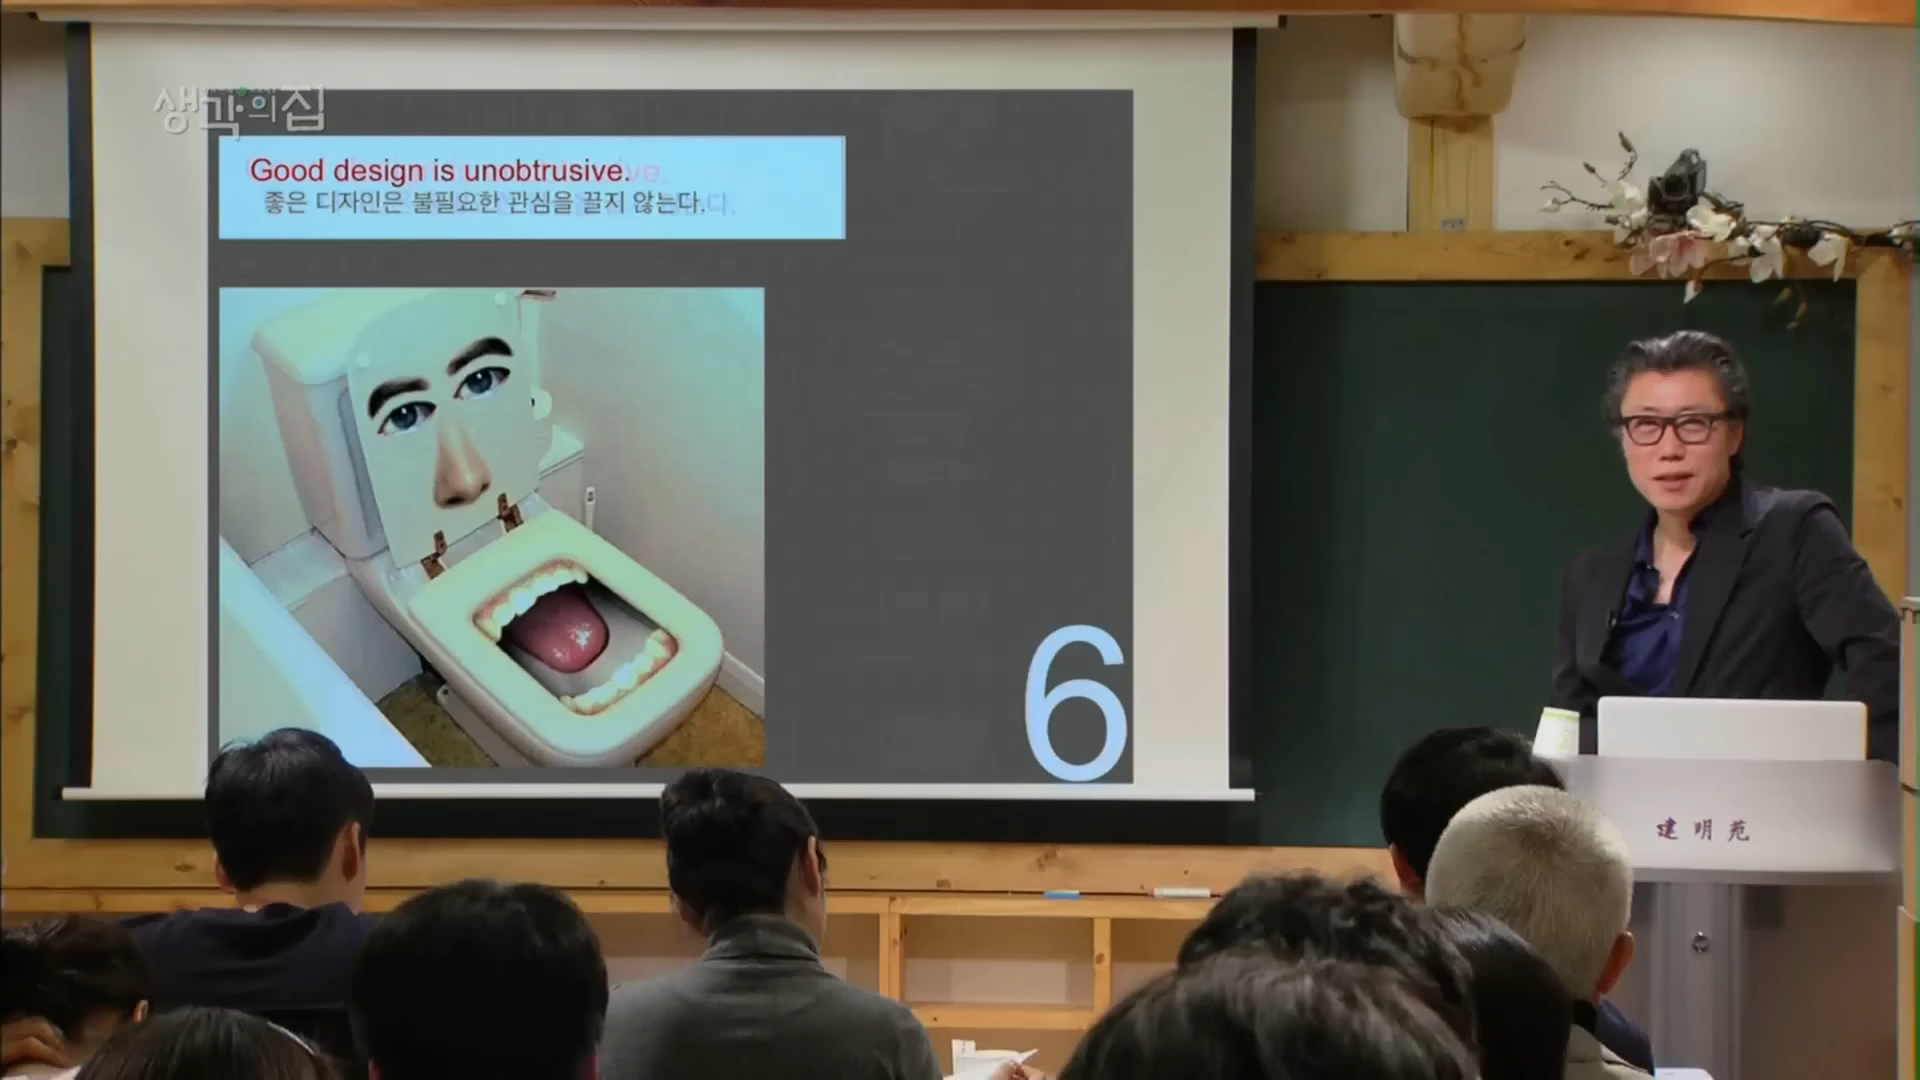 생각의집
Good design is unobtrusive.
좋은 디자인은 불필요한 관심을 끌지 않는다.
6
建明苑